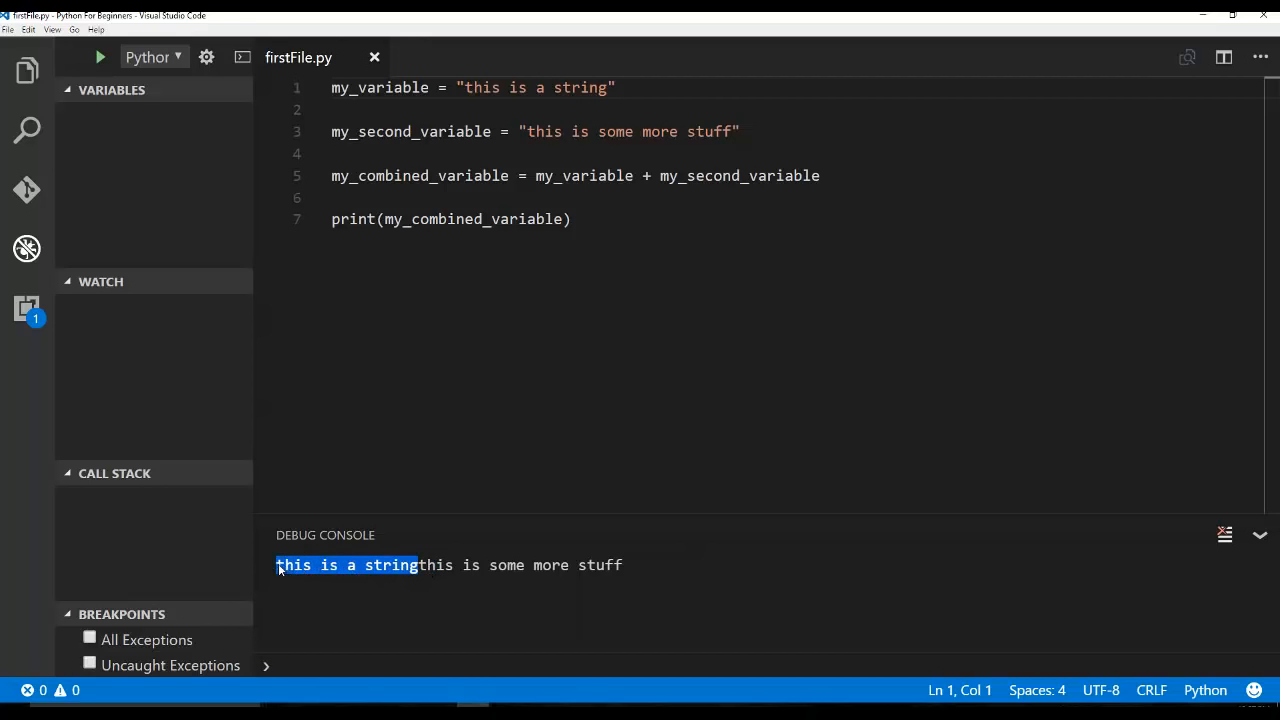 firstFile.py - Python For Beginners - Visual Studio Code
File Edit View Go Help
Python
firstFile.py
VARIABLES
1 my_variable = "this is a string"
2
3 my_second_variable = "this is some more stuff"
4
5 my_combined_variable = my_variable + my_second_variable
6
7 print(my_combined_variable)
WATCH
1
CALL STACK
DEBUG CONSOLE
this is a stringthis is some more stuff
BREAKPOINTS
All Exceptions
Uncaught Exceptions
0 0 Ln 1, Col 1 Spaces: 4 UTF-8 CRLF Python